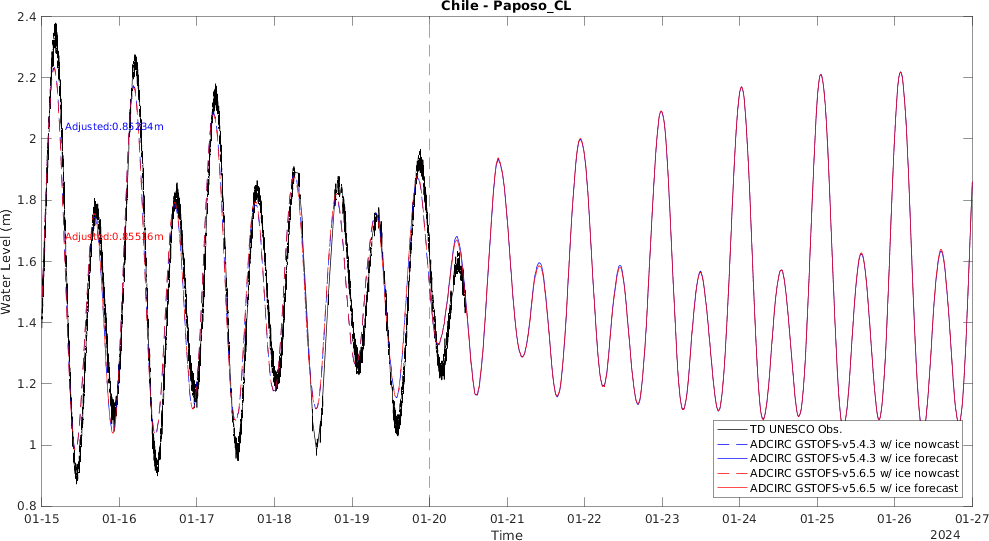 Chile - Paposo_CL
2.4
2.2
2
1.8
1.6
1.4
1.2
1
0.8
Water Level (m)
Adjusted:0.85234m
Adjusted:0.85536m
TD UNESCO Obs.
ADCIRC GSTOFS-v5.4.3 w/ ice nowcast
ADCIRC GSTOFS-v5.4.3 w/ ice forecast
ADCIRC GSTOFS-v5.6.5 w/ ice nowcast
ADCIRC GSTOFS-v5.6.5 w/ ice forecast
01-15 01-16 01-17 01-18 01-19 01-20 01-21 01-22 01-23 01-24 01-25 01-26 01-27
Time
2024